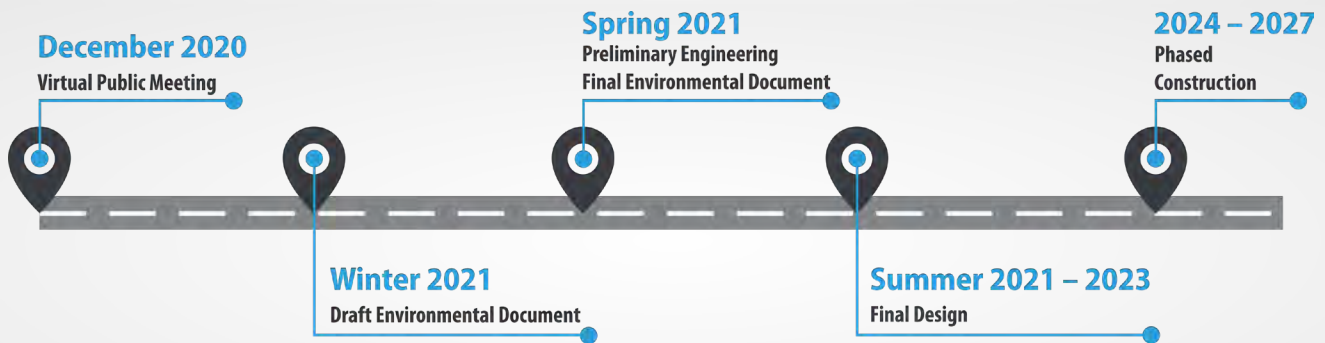 December 2020
Virtual Public Meeting
Winter 2021
Draft Environmental Document
Spring 2021
Preliminary Engineering
Final Environmental Document
Summer 2021 – 2023
Final Design
2024 – 2027
Phased
Construction